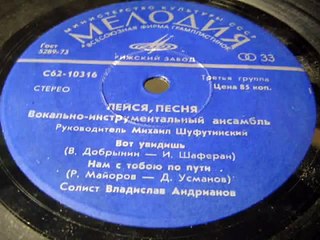 МИНИСТЕРСТВО КУЛЬТУРЫ СССР
МЕЛОДИЯ
ВСЕСОЮЗНАЯ ФИРМА ГРАМПЛАСТИНОК
Гост
5289-73
РИЖСКИЙ ЗАВОД
33
С62-10316
Третья группа
СТЕРЕО
Цена 85 коп.
ЛЕЙСЯ, ПЕСНЯ
Вокально-инструментальный ансамбль
Руководитель Михаил Шуфутинский
Вот увидишь
(В. Добрынин — И. Шаферан)
Нам с тобою по пути
(Р. Майоров — Д. Усманов)
Солист Владислав Андрианов